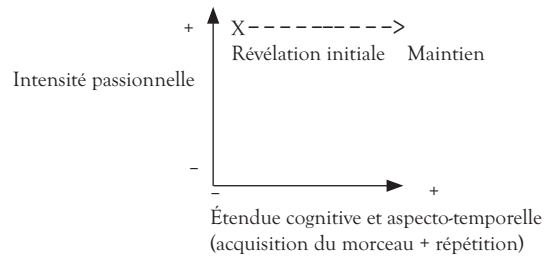 + X – – – – – – – – – – –>
Révélation initiale Maintien
Intensité passionnelle
–
– +
Étendue cognitive et aspecto-temporelle
(acquisition du morceau + répétition)